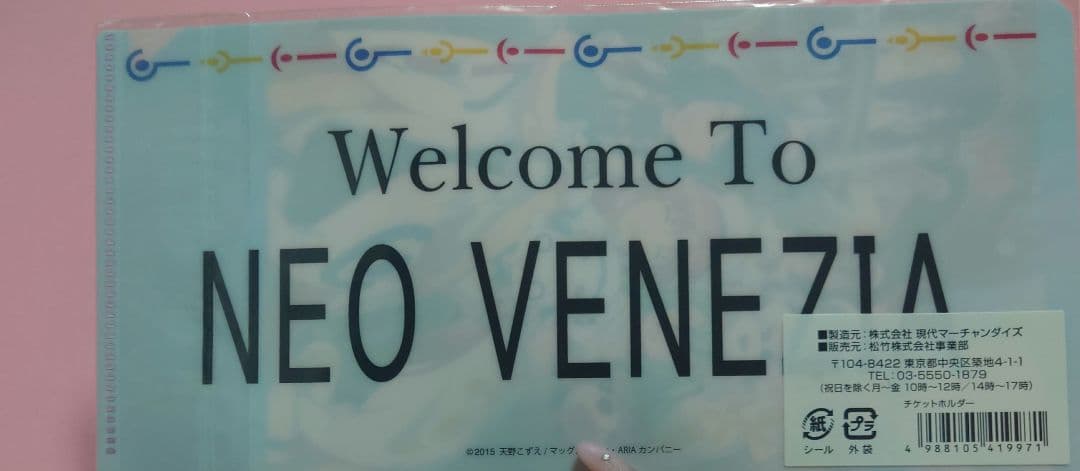 Welcome To
NEO VENEZIA
■製造元：株式会社 現代マーチャンダイズ
■販売元：松竹株式会社事業部
〒104-8422 東京都中央区築地4-1-1
TEL：03-5550-1879
（祝日を除く月～金 10時～12時／14時～17時）
チケットホルダー
紙 プラ
シール 外袋
4 988105 419971
©2015 天野こずえ / マッグ ・ARIA カンパニー